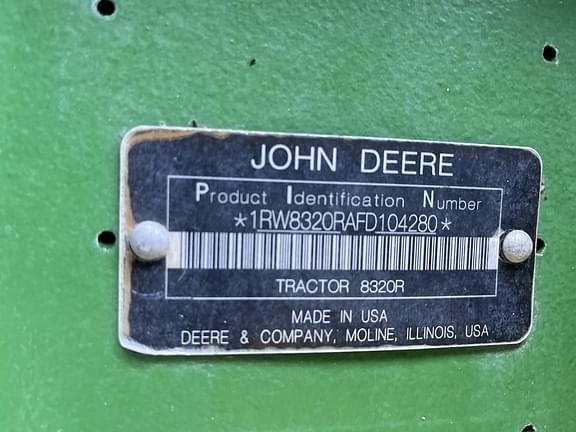 JOHN DEERE
Product Identification Number
*1RW8320RAFD104280*
TRACTOR 8320R
MADE IN USA
DEERE & COMPANY, MOLINE, ILLINOIS, USA